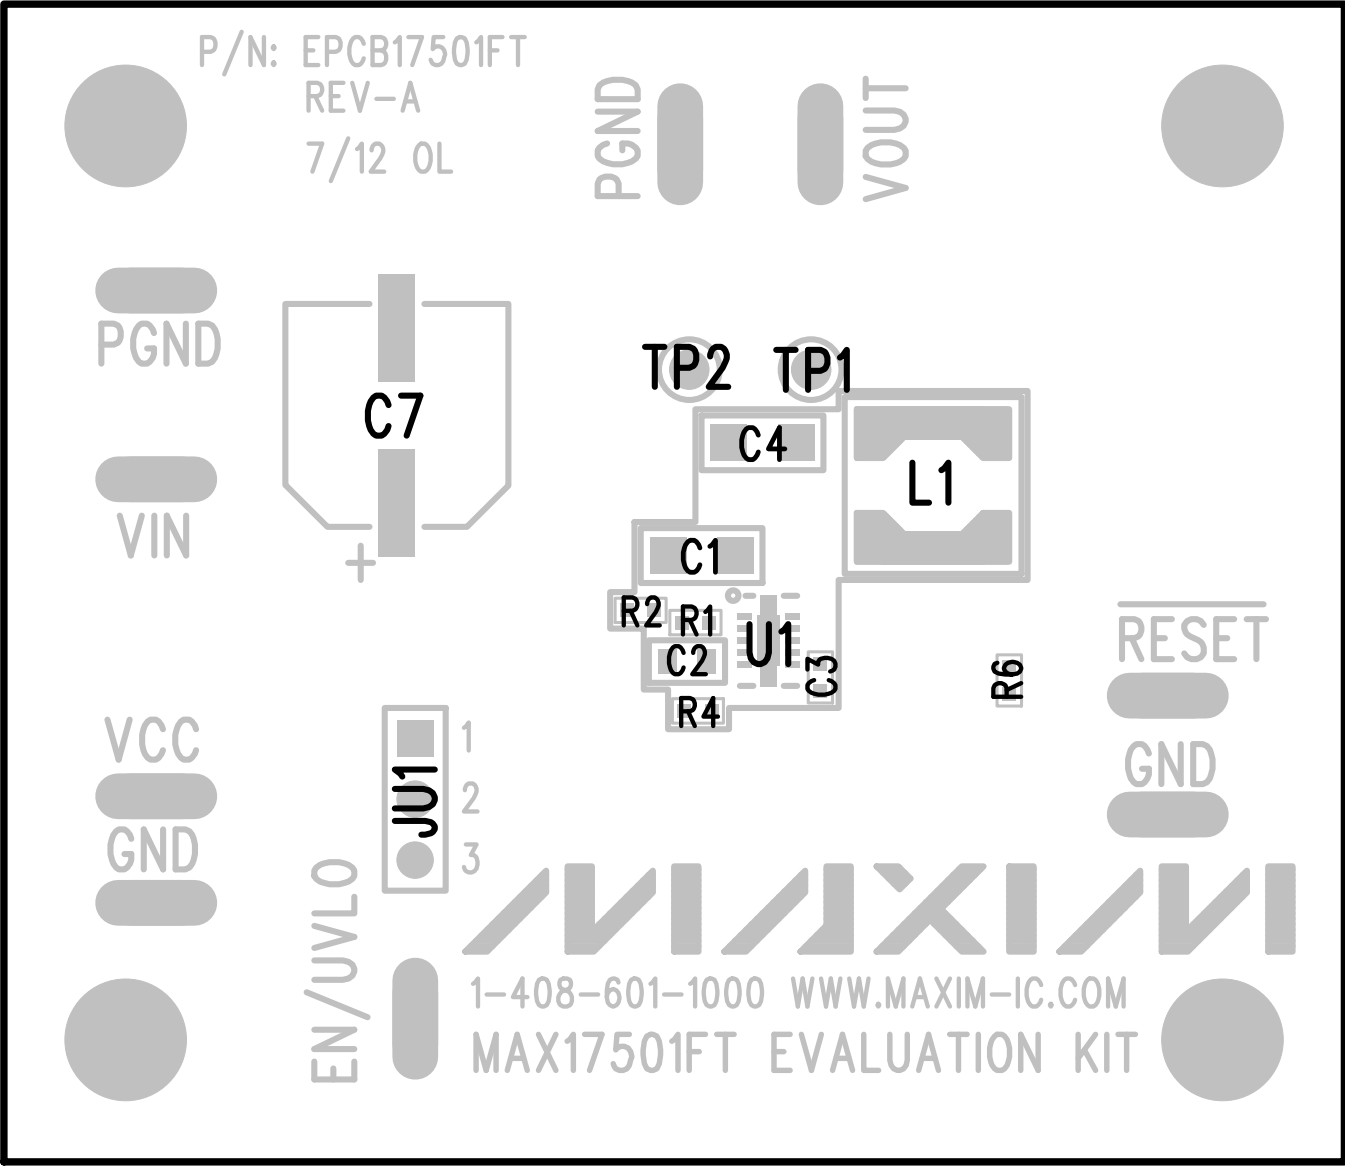 P/N: EPCB17501FT
REV-A
7/12 OL
PGND
VOUT
PGND
VIN
C7
+
TP2
TP1
C4
L1
C1
R2
R1
U1
C2
C3
R4
R6
RESET
GND
VCC
GND
JU1
1
2
3
EN/UVLO
MAXIM
1-408-601-1000 WWW.MAXIM-IC.COM
MAX17501FT EVALUATION KIT